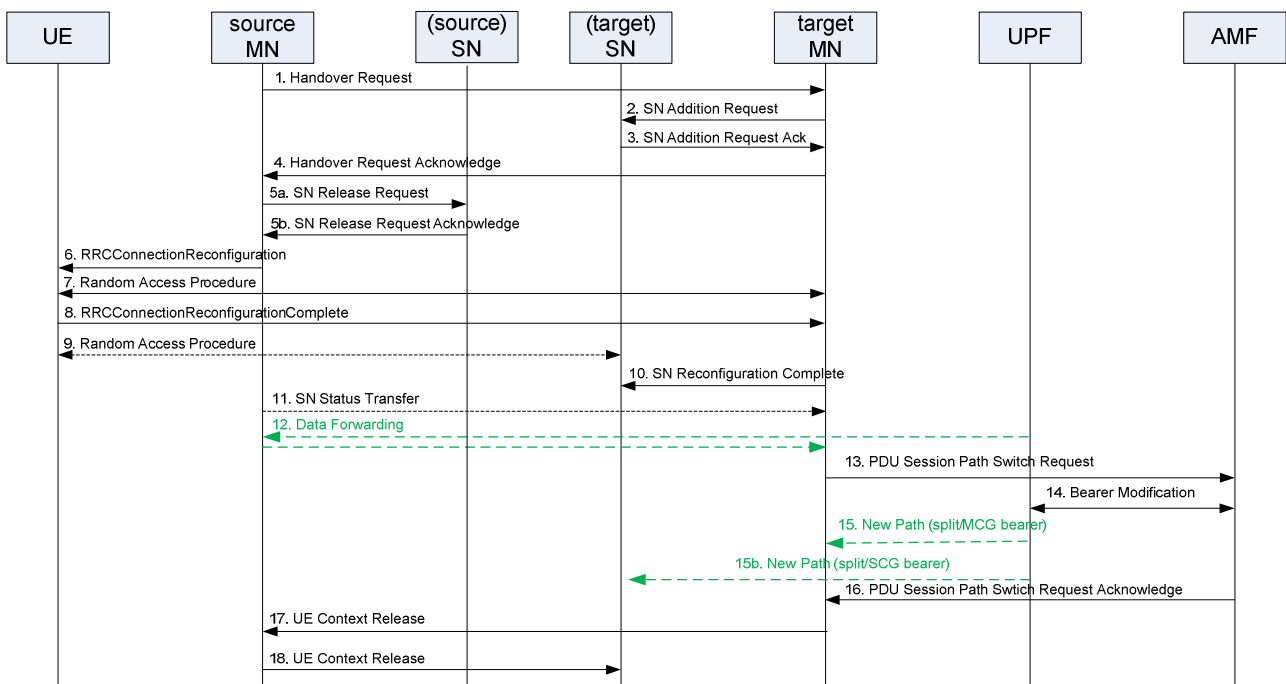 UE
source
MN
(source)
SN
(target)
SN
target
MN
UPF
AMF
1. Handover Request
2. SN Addition Request
3. SN Addition Request Ack
4. Handover Request Acknowledge
5a. SN Release Request
5b. SN Release Request Acknowledge
6. RRCConnectionReconfiguration
7. Random Access Procedure
8. RRCConnectionReconfigurationComplete
9. Random Access Procedure
10. SN Reconfiguration Complete
11. SN Status Transfer
12. Data Forwarding
13. PDU Session Path Switch Request
14. Bearer Modification
15. New Path (split/MCG bearer)
15b. New Path (split/SCG bearer)
16. PDU Session Path Swtich Request Acknowledge
17. UE Context Release
18. UE Context Release